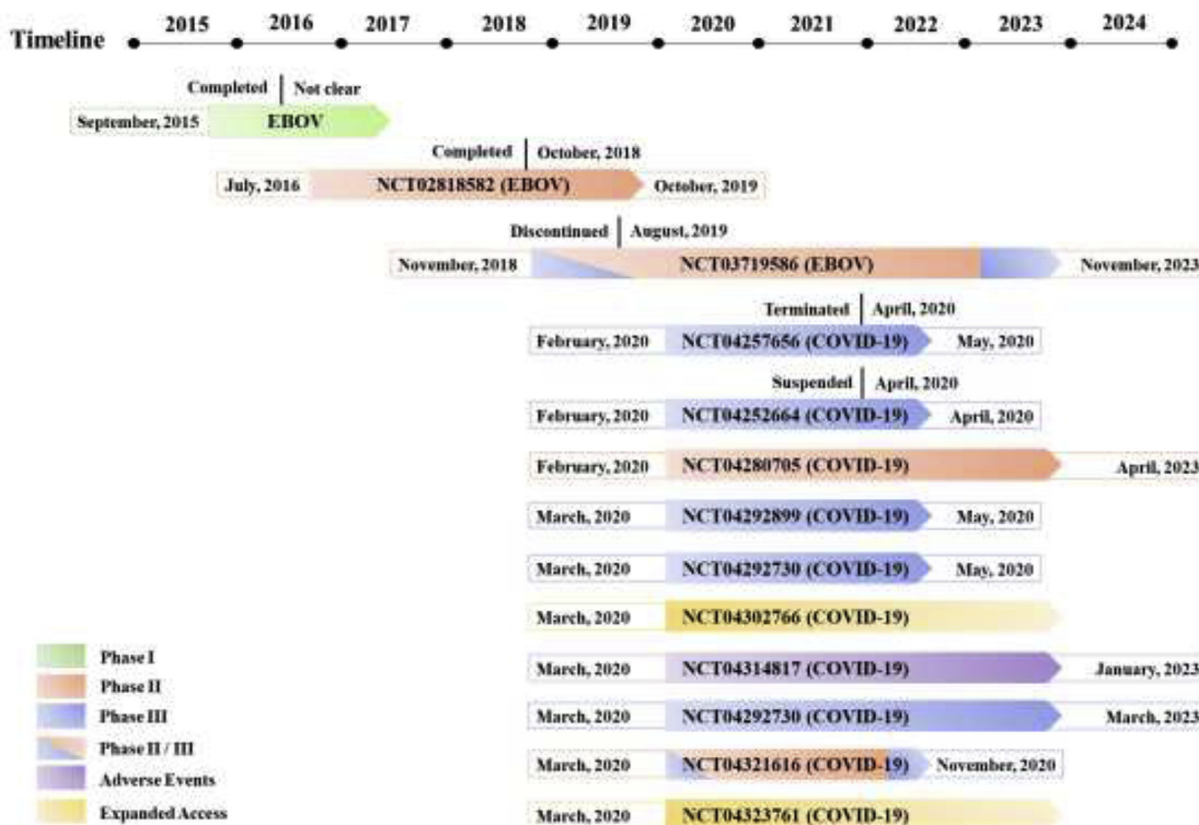 2015 2016 2017 2018 2019 2020 2021 2022 2023 2024
Timeline
Completed Not clear
September, 2015 EBOV
Completed October, 2018
July, 2016 NCT02818582 (EBOV) October, 2019
Discontinued August, 2019
November, 2018 NCT03719586 (EBOV) November, 2023
Terminated April, 2020
February, 2020 NCT04257656 (COVID-19) May, 2020
Suspended April, 2020
February, 2020 NCT04252664 (COVID-19) April, 2020
February, 2020 NCT04280705 (COVID-19) April, 2023
March, 2020 NCT04292899 (COVID-19) May, 2020
March, 2020 NCT04292730 (COVID-19) May, 2020
March, 2020 NCT04302766 (COVID-19)
March, 2020 NCT04314817 (COVID-19) January, 2023
March, 2020 NCT04292730 (COVID-19) March, 2023
March, 2020 NCT04321616 (COVID-19) November, 2020
March, 2020 NCT04323761 (COVID-19)
Phase I
Phase II
Phase III
Phase II / III
Adverse Events
Expanded Access